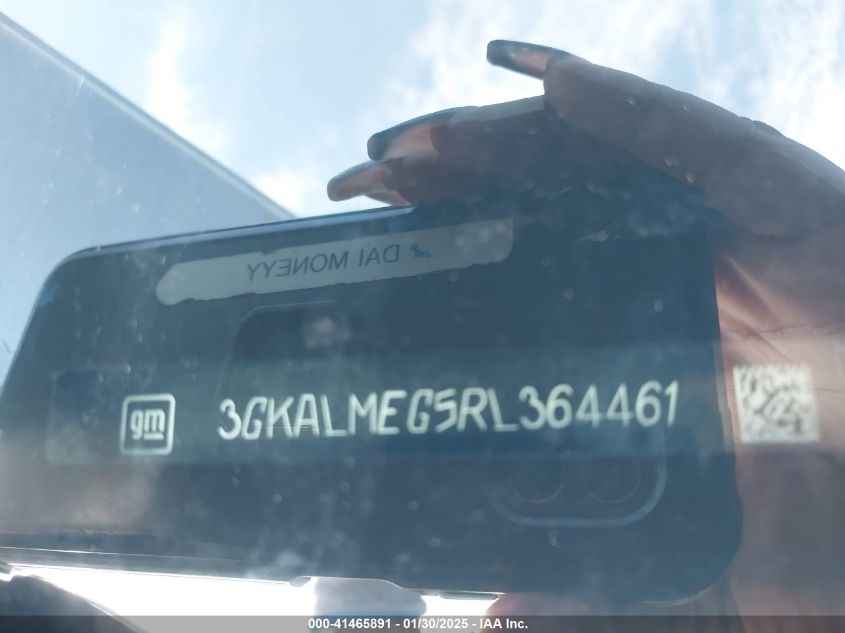 DAI MONEYY
gm 3GKALMEG5RL364461
000-41465891 - 01/30/2025 - IAA Inc.